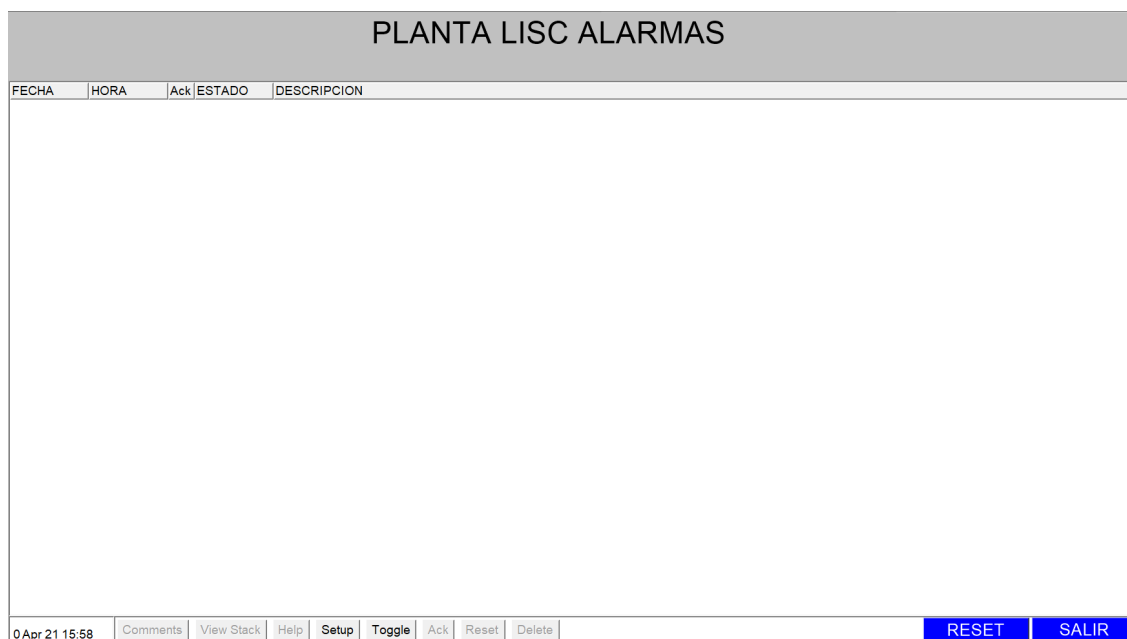 PLANTA LISC ALARMAS
FECHA HORA Ack ESTADO DESCRIPCION
0 Apr 21 15:58 Comments View Stack Help Setup Toggle Ack Reset Delete RESET SALIR